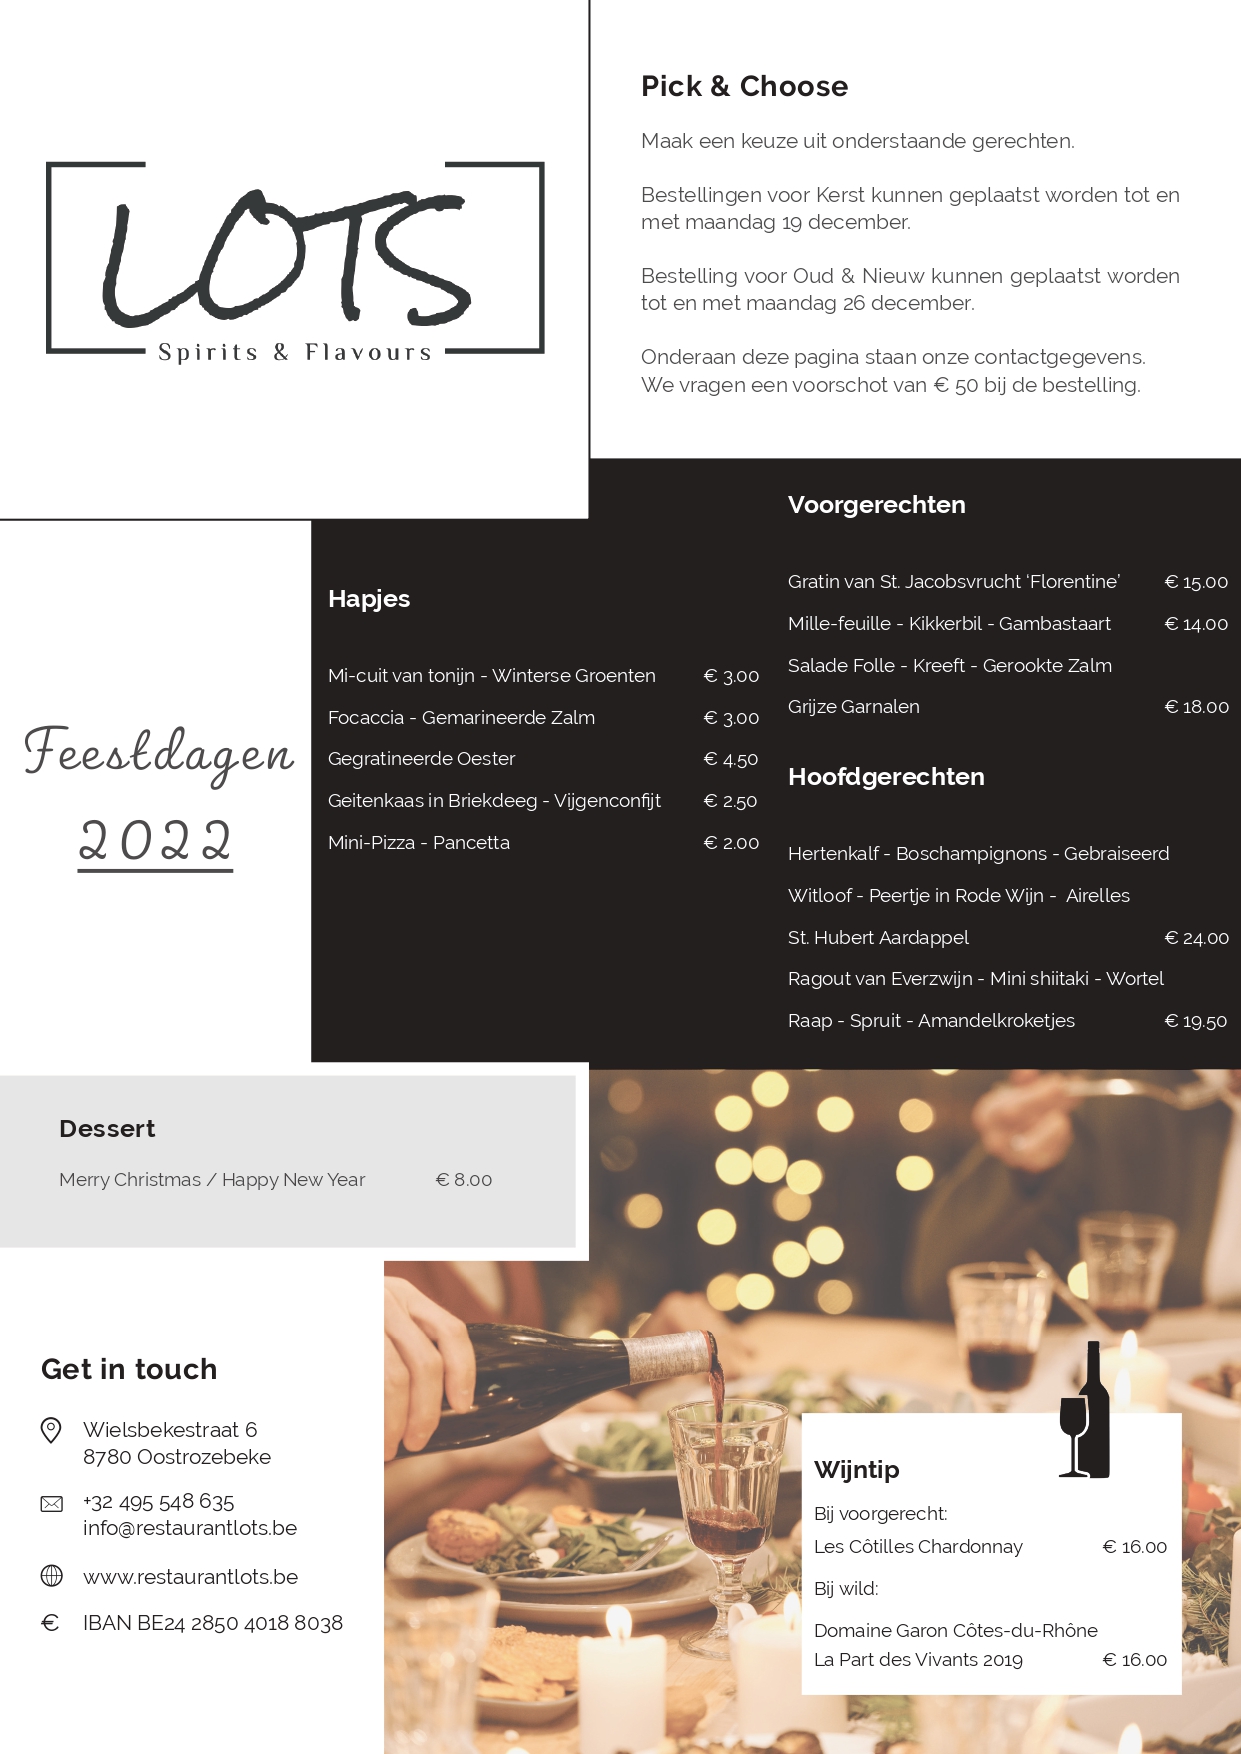 LOTS
Spirits & Flavours
Pick & Choose
Maak een keuze uit onderstaande gerechten.
Bestellingen voor Kerst kunnen geplaatst worden tot en
met maandag 19 december.
Bestelling voor Oud & Nieuw kunnen geplaatst worden
tot en met maandag 26 december.
Onderaan deze pagina staan onze contactgegevens.
We vragen een voorschot van € 50 bij de bestelling.
Feestdagen
2022
Hapjes
Mi-cuit van tonijn - Winterse Groenten € 3.00
Focaccia - Gemarineerde Zalm € 3.00
Gegratineerde Oester € 4.50
Geitenkaas in Briekdeeg - Vijgenconfijt € 2.50
Mini-Pizza - Pancetta € 2.00
Voorgerechten
Gratin van St. Jacobsvrucht ‘Florentine’ € 15.00
Mille-feuille - Kikkerbil - Gambastaart € 14.00
Salade Folle - Kreeft - Gerookte Zalm
Grijze Garnalen € 18.00
Hoofdgerechten
Hertenkalf - Boschampignons - Gebraiseerd
Witloof - Peertje in Rode Wijn - Airelles
St. Hubert Aardappel € 24.00
Ragout van Everzwijn - Mini shiitaki - Wortel
Raap - Spruit - Amandelkroketjes € 19.50
Dessert
Merry Christmas / Happy New Year € 8.00
Get in touch
Wielsbekestraat 6
8780 Oostrozebeke
+32 495 548 635
info@restaurantlots.be
www.restaurantlots.be
€ IBAN BE24 2850 4018 8038
Wijntip
Bij voorgerecht:
Les Côtilles Chardonnay € 16.00
Bij wild:
Domaine Garon Côtes-du-Rhône
La Part des Vivants 2019 € 16.00